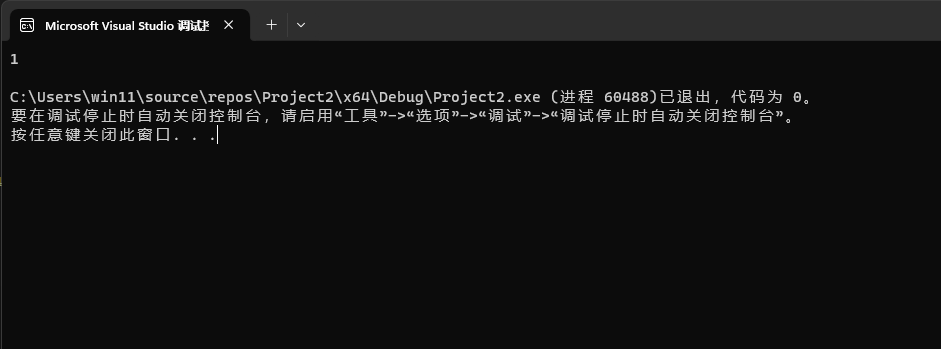 Microsoft Visual Studio 调试
1
C:\Users\win11\source\repos\Project2\x64\Debug\Project2.exe (进程 60488)已退出，代码为 0。
要在调试停止时自动关闭控制台，请启用“工具”->“选项”->“调试”->“调试停止时自动关闭控制台”。
按任意键关闭此窗口. . .